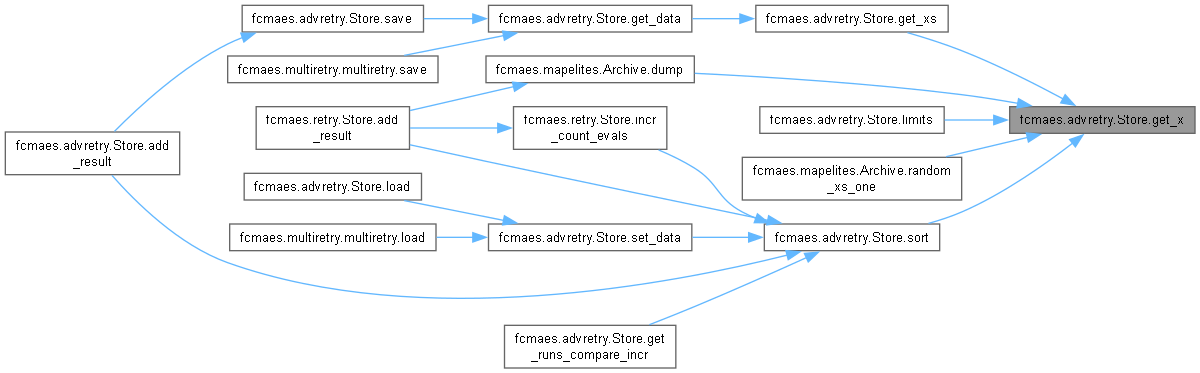 fcmaes.advretry.Store.save
fcmaes.advretry.Store.get_data
fcmaes.advretry.Store.get_xs
fcmaes.multiretry.multiretry.save
fcmaes.mapelites.Archive.dump
fcmaes.retry.Store.add
_result
fcmaes.retry.Store.incr
_count_evals
fcmaes.advretry.Store.limits
fcmaes.advretry.Store.get_x
fcmaes.advretry.Store.add
_result
fcmaes.mapelites.Archive.random
_xs_one
fcmaes.advretry.Store.load
fcmaes.multiretry.multiretry.load
fcmaes.advretry.Store.set_data
fcmaes.advretry.Store.sort
fcmaes.advretry.Store.get
_runs_compare_incr